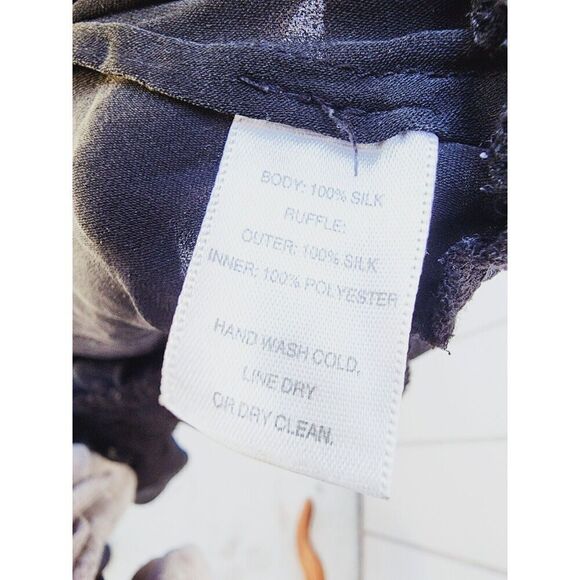 BODY: 100% SILK
RUFFLE:
OUTER: 100% SILK
INNER: 100% POLYESTER
HAND WASH COLD,
LINE DRY
OR DRY CLEAN.